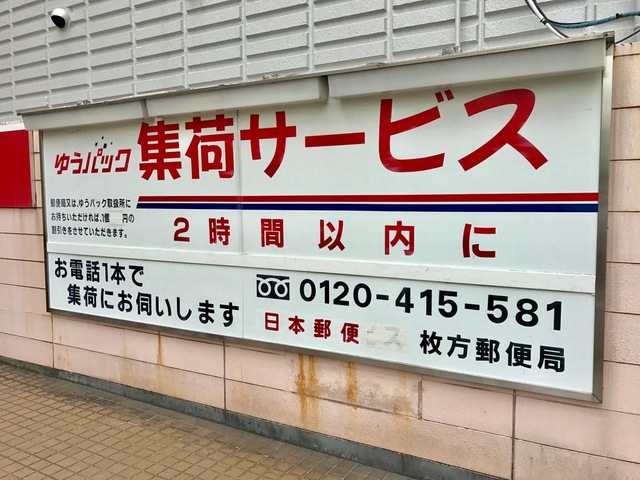 ゆうパック 集荷サービス
郵便局又は、ゆうパック取扱所に
お持ちいただければ、1個 円の
割引きをさせていただきます。
2時間以内に
お電話1本で
集荷にお伺いします
0120-415-581
日本郵便 枚方郵便局